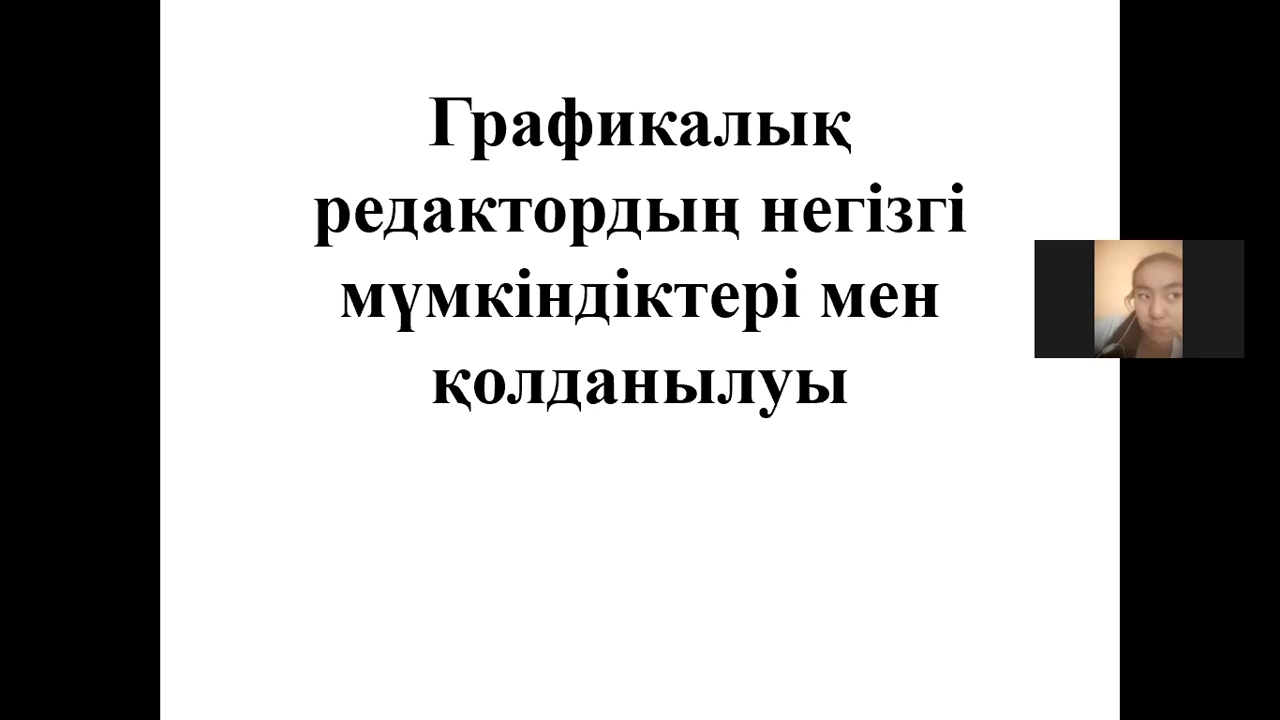 Графикалық
редактордың негізгі
мүмкіндіктері мен
қолданылуы